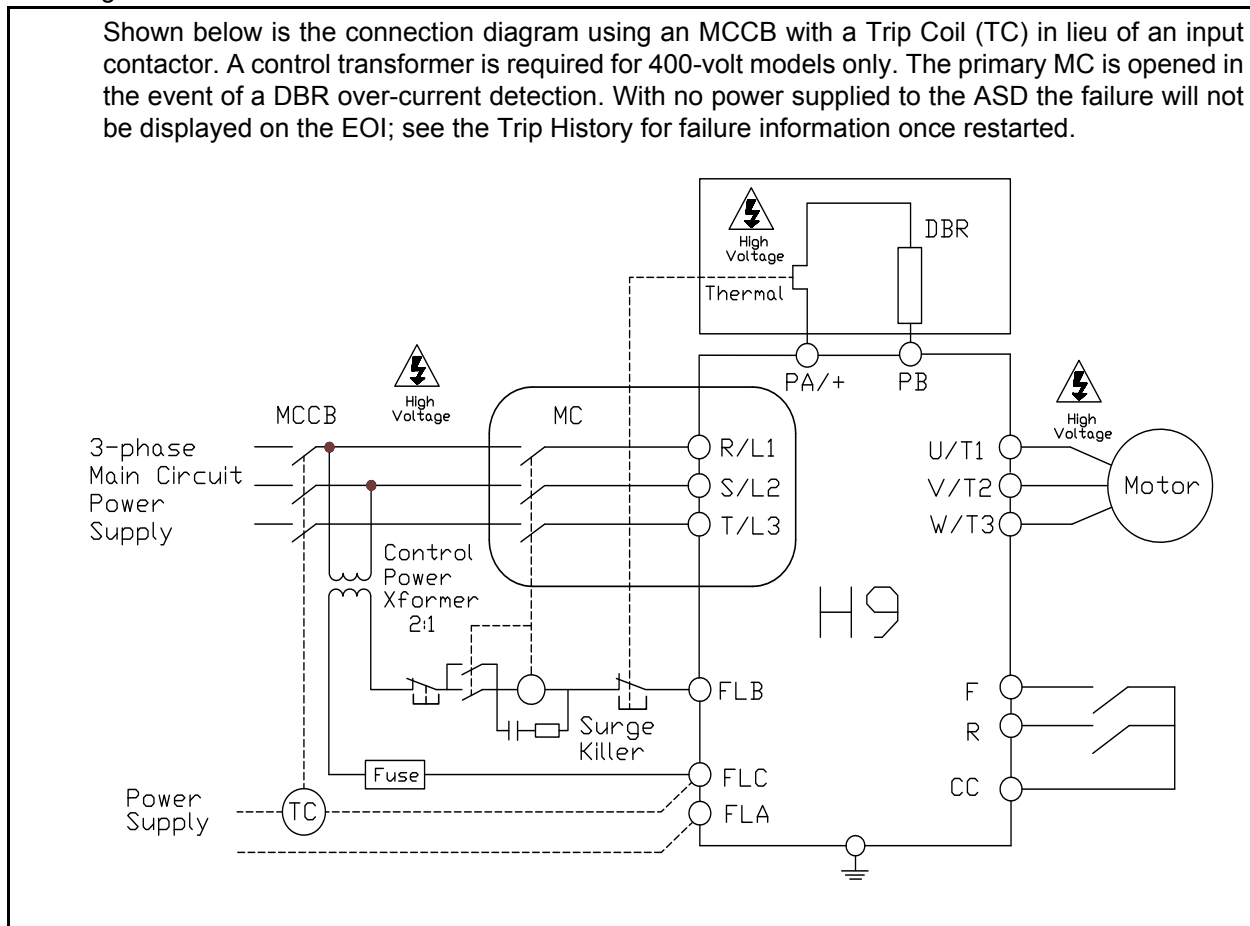 Shown below is the connection diagram using an MCCB with a Trip Coil (TC) in lieu of an input
contactor. A control transformer is required for 400-volt models only. The primary MC is opened in
the event of a DBR over-current detection. With no power supplied to the ASD the failure will not
be displayed on the EOI; see the Trip History for failure information once restarted.
High
Voltage
DBR
Thermal
PA/+
PB
High
Voltage
MCCB
MC
High
Voltage
3-phase
Main Circuit
Power
Supply
R/L1
S/L2
T/L3
U/T1
V/T2
W/T3
Motor
Control
Power
Xformer
2:1
H9
FLB
Surge
Killer
F
R
CC
Fuse
FLC
FLA
Power
Supply
TC